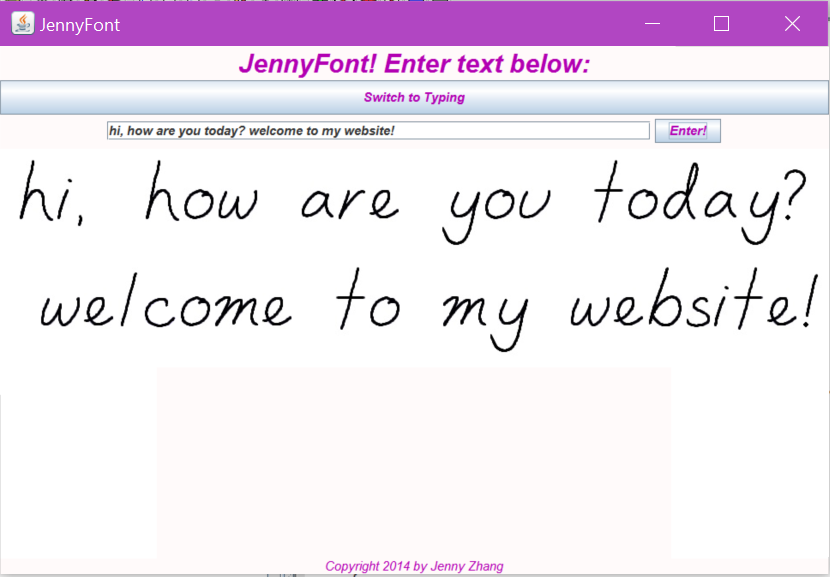 JennyFont
JennyFont! Enter text below:
Switch to Typing
hi, how are you today? welcome to my website!
Enter!
hi, how are you today?
welcome to my website!
Copyright 2014 by Jenny Zhang